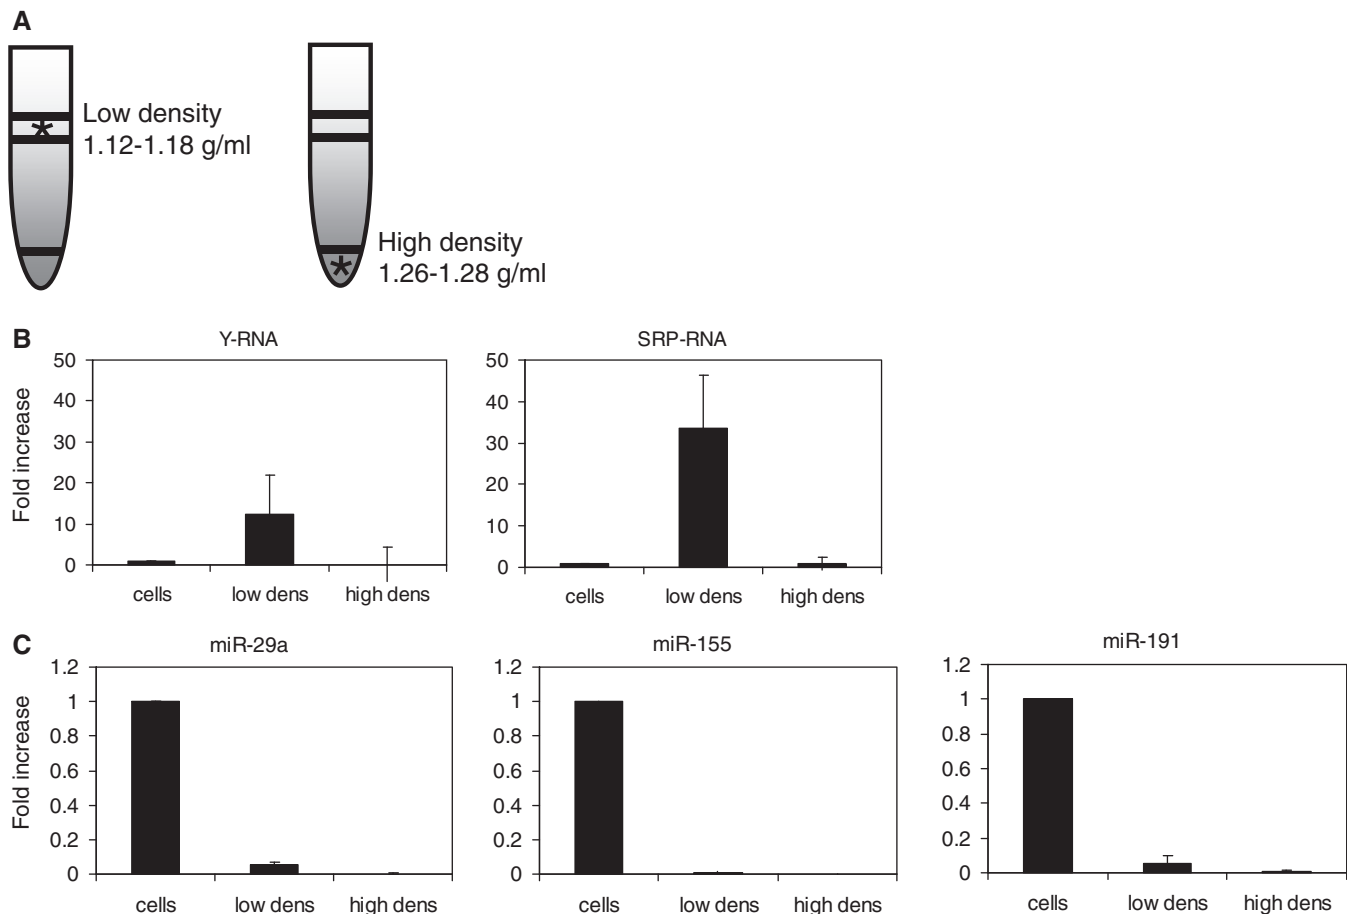 A
Low density
1.12-1.18 g/ml
*
High density
1.26-1.28 g/ml
*
B
Y-RNA
Fold increase
50
40
30
20
10
0
cells low dens high dens
SRP-RNA
50
40
30
20
10
0
cells low dens high dens
C
miR-29a
Fold increase
1.2
1
0.8
0.6
0.4
0.2
0
cells low dens high dens
miR-155
1.2
1
0.8
0.6
0.4
0.2
0
cells low dens high dens
miR-191
1.2
1
0.8
0.6
0.4
0.2
0
cells low dens high dens